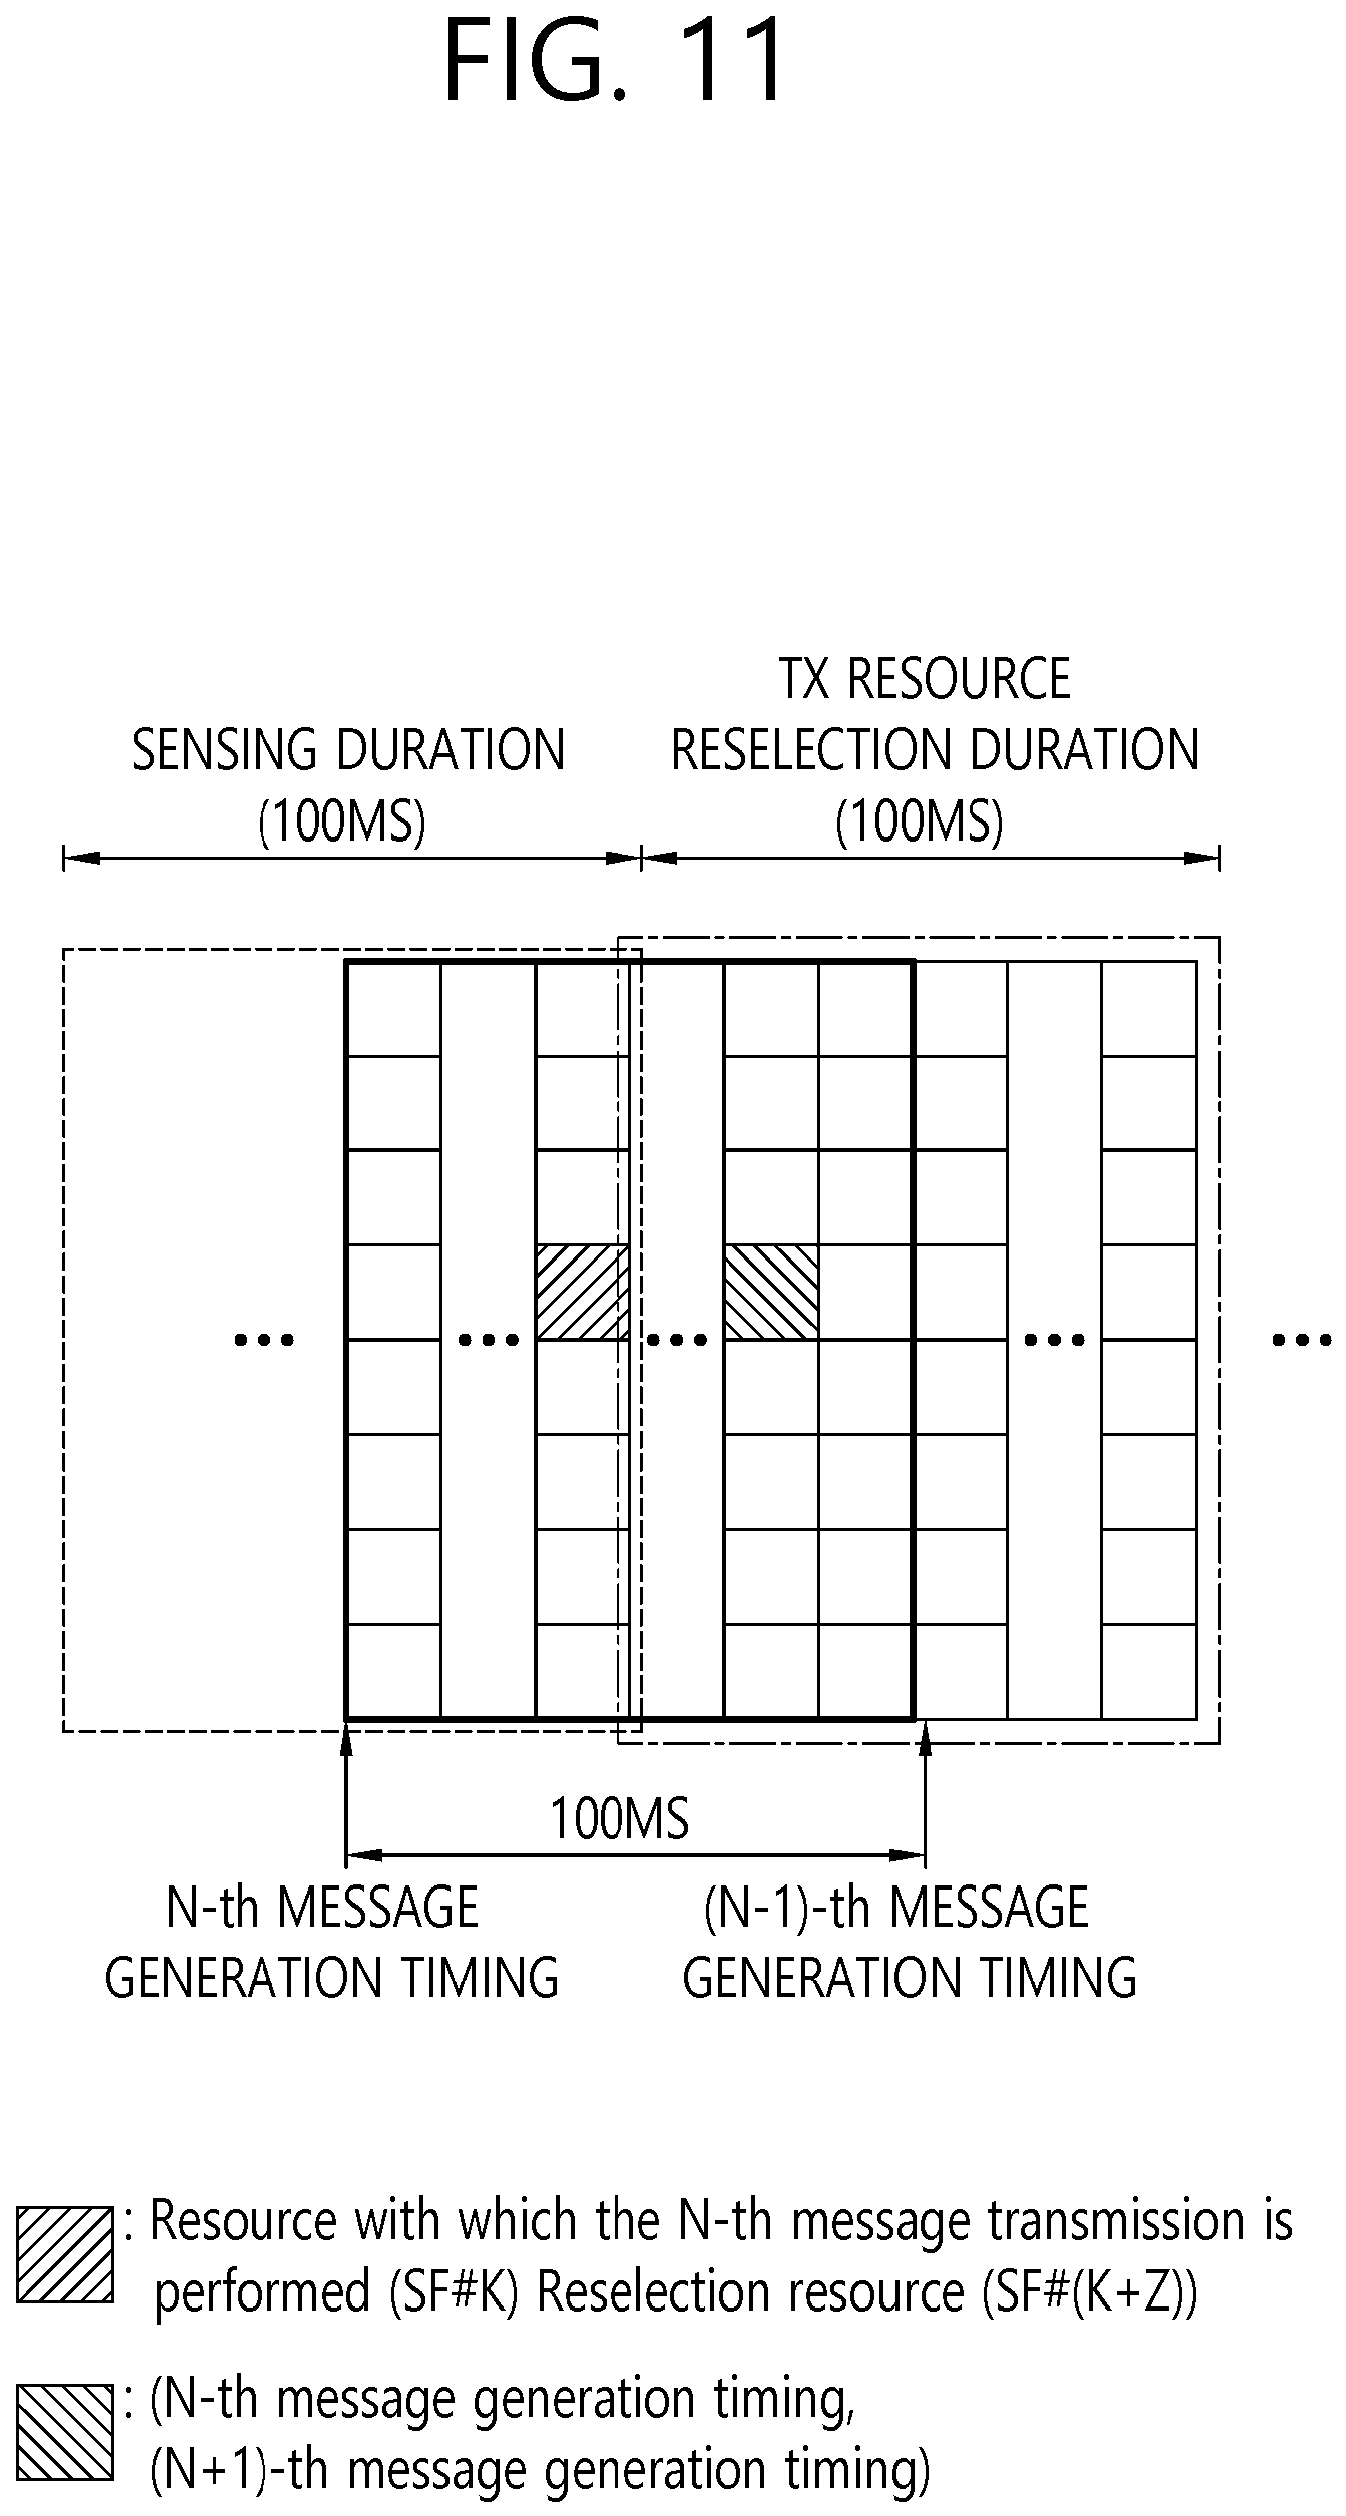 FIG. 11
SENSING DURATION
(100MS)
TX RESOURCE
RESELECTION DURATION
(100MS)
100MS
N-th MESSAGE
GENERATION TIMING
(N-1)-th MESSAGE
GENERATION TIMING
: Resource with which the N-th message transmission is
performed (SF#K) Reselection resource (SF#(K+Z))
: (N-th message generation timing,
(N+1)-th message generation timing)